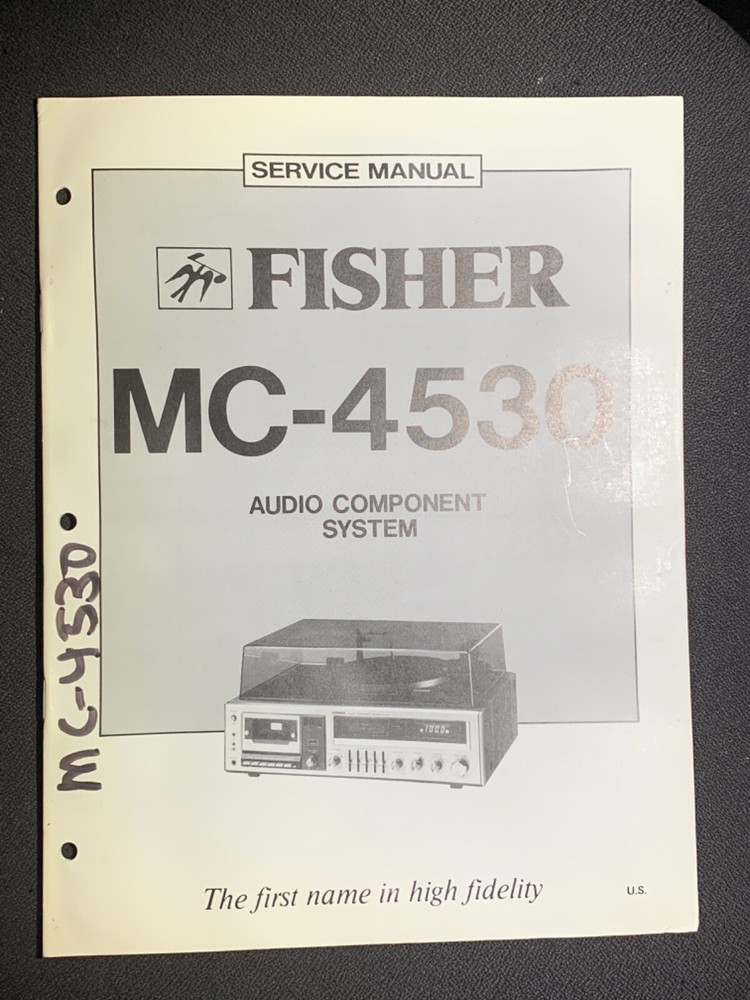 SERVICE MANUAL
FISHER
MC-4530
AUDIO COMPONENT
SYSTEM
MC-4530
The first name in high fidelity
U.S.